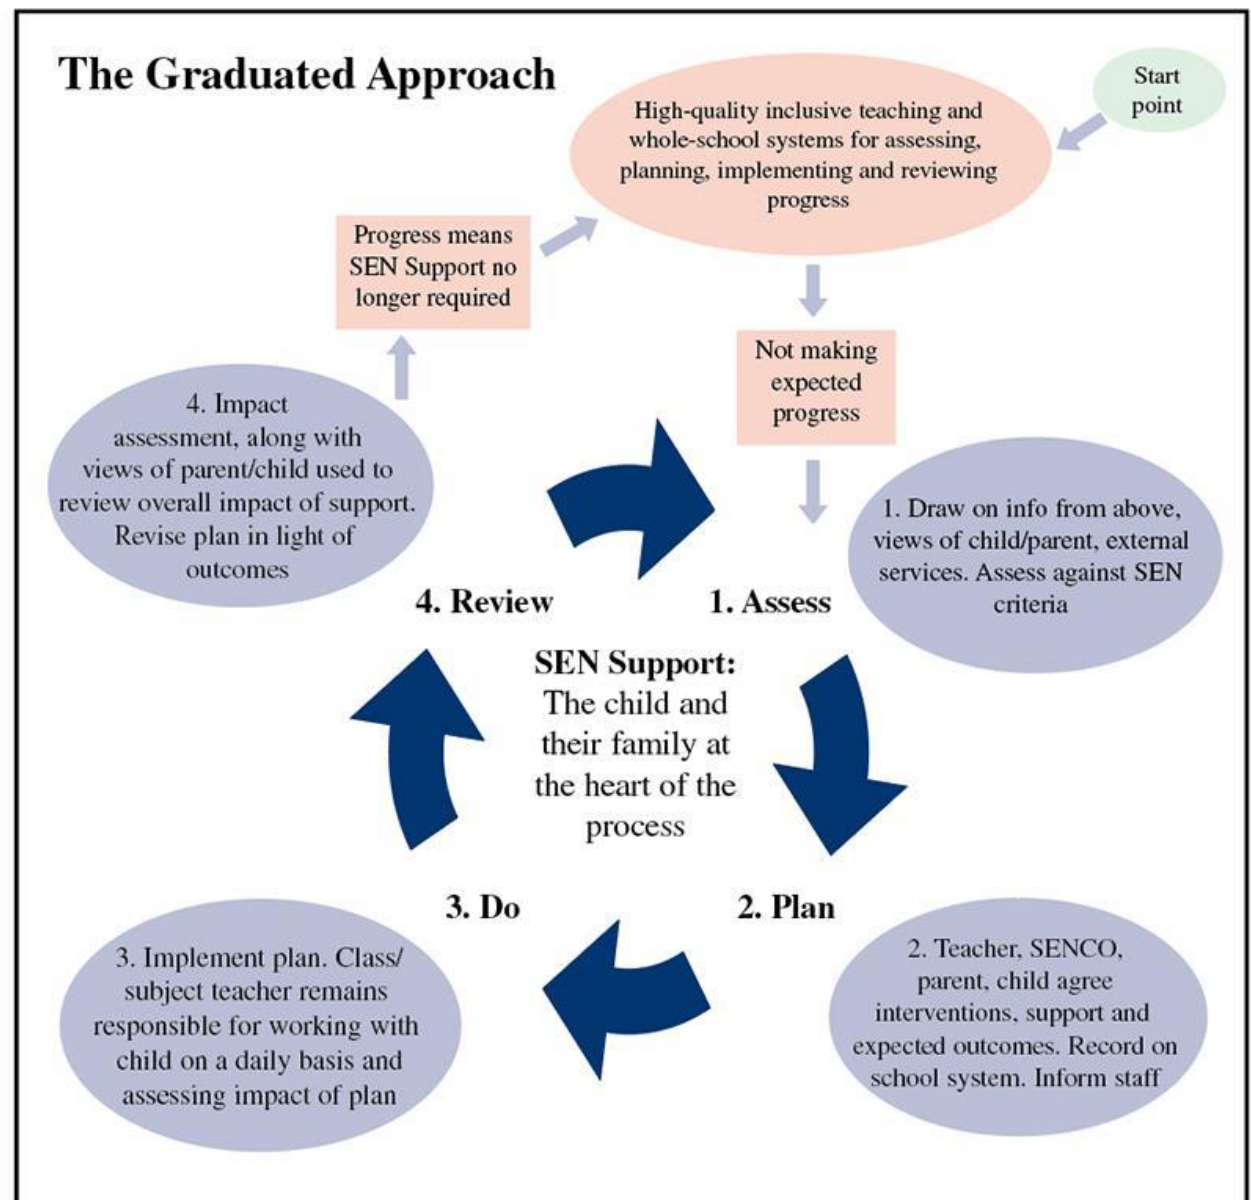 The Graduated Approach
Start
point
High-quality inclusive teaching and
whole-school systems for assessing,
planning, implementing and reviewing
progress
Progress means
SEN Support no
longer required
Not making
expected
progress
4. Impact
assessment, along with
views of parent/child used to
review overall impact of support.
Revise plan in light of
outcomes
1. Draw on info from above,
views of child/parent, external
services. Assess against SEN
criteria
4. Review
1. Assess
SEN Support:
The child and
their family at
the heart of the
process
3. Do
2. Plan
3. Implement plan. Class/
subject teacher remains
responsible for working with
child on a daily basis and
assessing impact of plan
2. Teacher, SENCO,
parent, child agree
interventions, support and
expected outcomes. Record on
school system. Inform staff